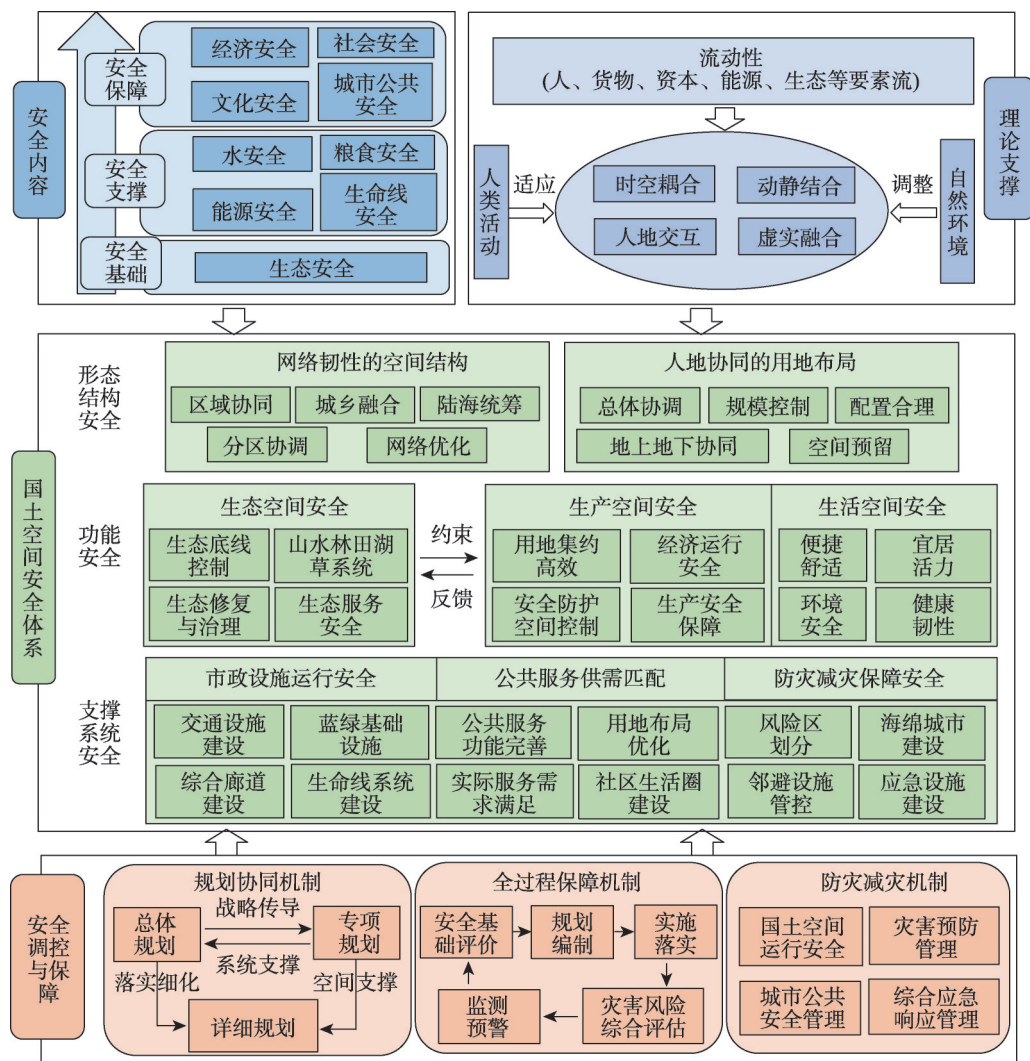 安全内容
安全
保障
经济安全
社会安全
文化安全
城市公共
安全
安全
支撑
水安全
粮食安全
能源安全
生命线
安全
安全
基础
生态安全
理论支撑
流动性
(人、货物、资本、能源、生态等要素流)
人类活动
适应
时空耦合
动静结合
人地交互
虚实融合
调整
自然环境
国土空间安全体系
形态
结构
安全
网络韧性的空间结构
区域协同
城乡融合
陆海统筹
分区协调
网络优化
人地协同的用地布局
总体协调
规模控制
配置合理
地上地下协同
空间预留
功能
安全
生态空间安全
生态底线
控制
山水林田湖
草系统
生态修复
与治理
生态服务
安全
约束
反馈
生产空间安全
用地集约
高效
经济运行
安全
安全防护
空间控制
生产安全
保障
生活空间安全
便捷
舒适
宜居
活力
环境
安全
健康
韧性
支撑
系统
安全
市政设施运行安全
交通设施
建设
蓝绿基础
设施
综合廊道
建设
生命线系统
建设
公共服务供需匹配
公共服务
功能完善
用地布局
优化
实际服务需
求满足
社区生活圈
建设
防灾减灾保障安全
风险区
划分
海绵城市
建设
邻避设施
管控
应急设施
建设
安全
调控
与保
障
规划协同机制
战略传导
总体
规划
专项
规划
系统支撑
落实细化
空间支撑
详细规划
全过程保障机制
安全基
础评价
规划
编制
实施
落实
监测
预警
灾害风险
综合评估
防灾减灾机制
国土空间
运行安全
灾害预防
管理
城市公共
安全管理
综合应急
响应管理